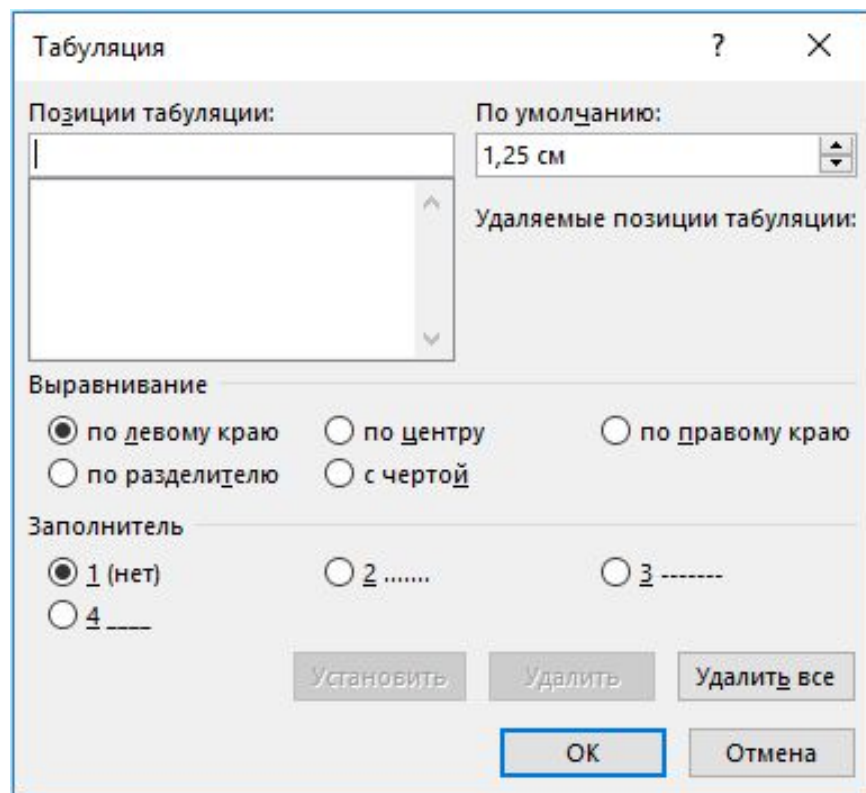 Табуляция ?
Позиции табуляции: По умолчанию:
1,25 см
Удаляемые позиции табуляции:
Выравнивание
по левому краю по центру по правому краю
по разделителю с чертой
Заполнитель
1 (нет) 2 ....... 3 -------
4 ____
Установить Удалить Удалить все
ОК Отмена